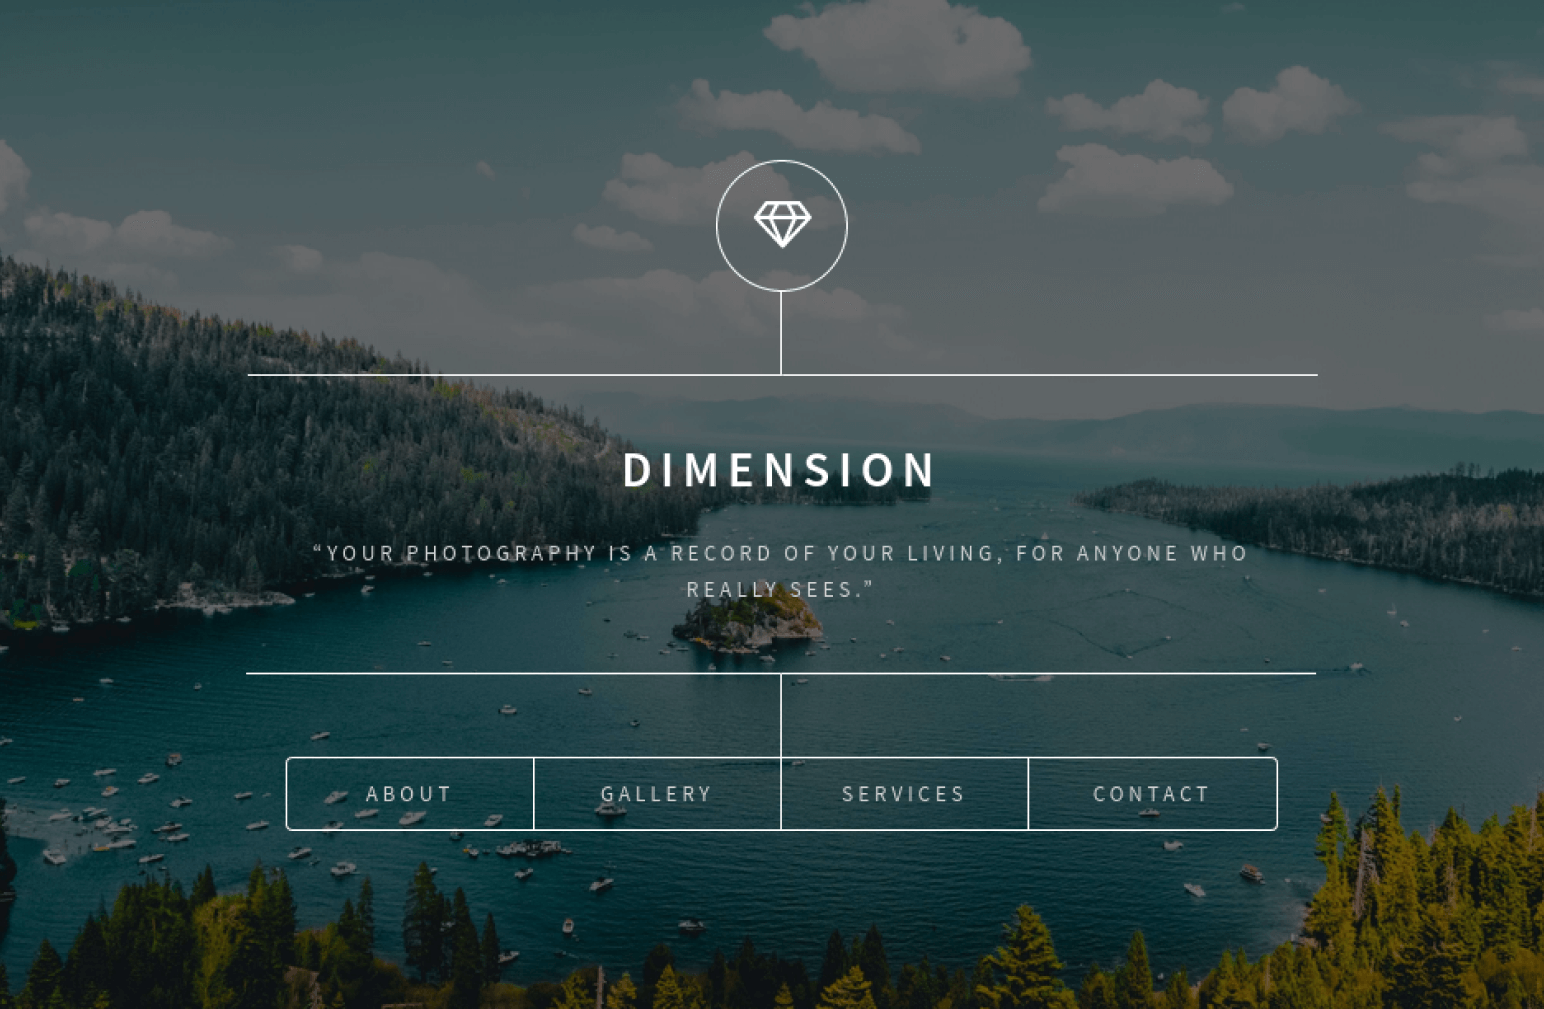 DIMENSION
“YOUR PHOTOGRAPHY IS A RECORD OF YOUR LIVING, FOR ANYONE WHO
REALLY SEES.”
ABOUT
GALLERY
SERVICES
CONTACT